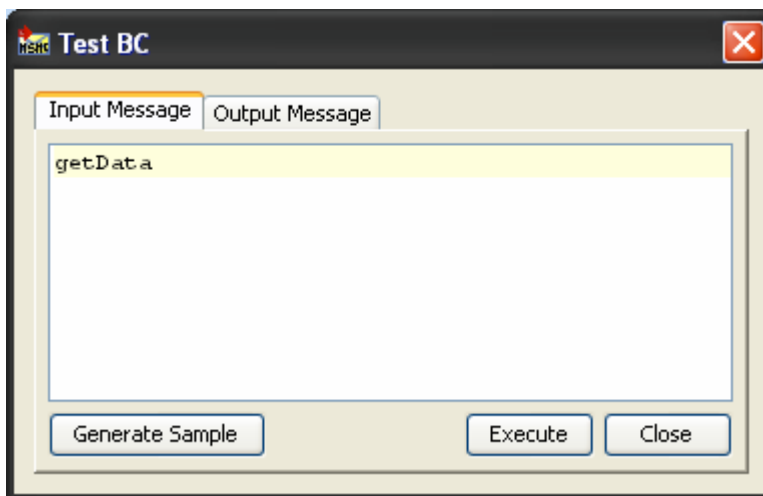 Test BC
Input Message Output Message
getData
Generate Sample Execute Close